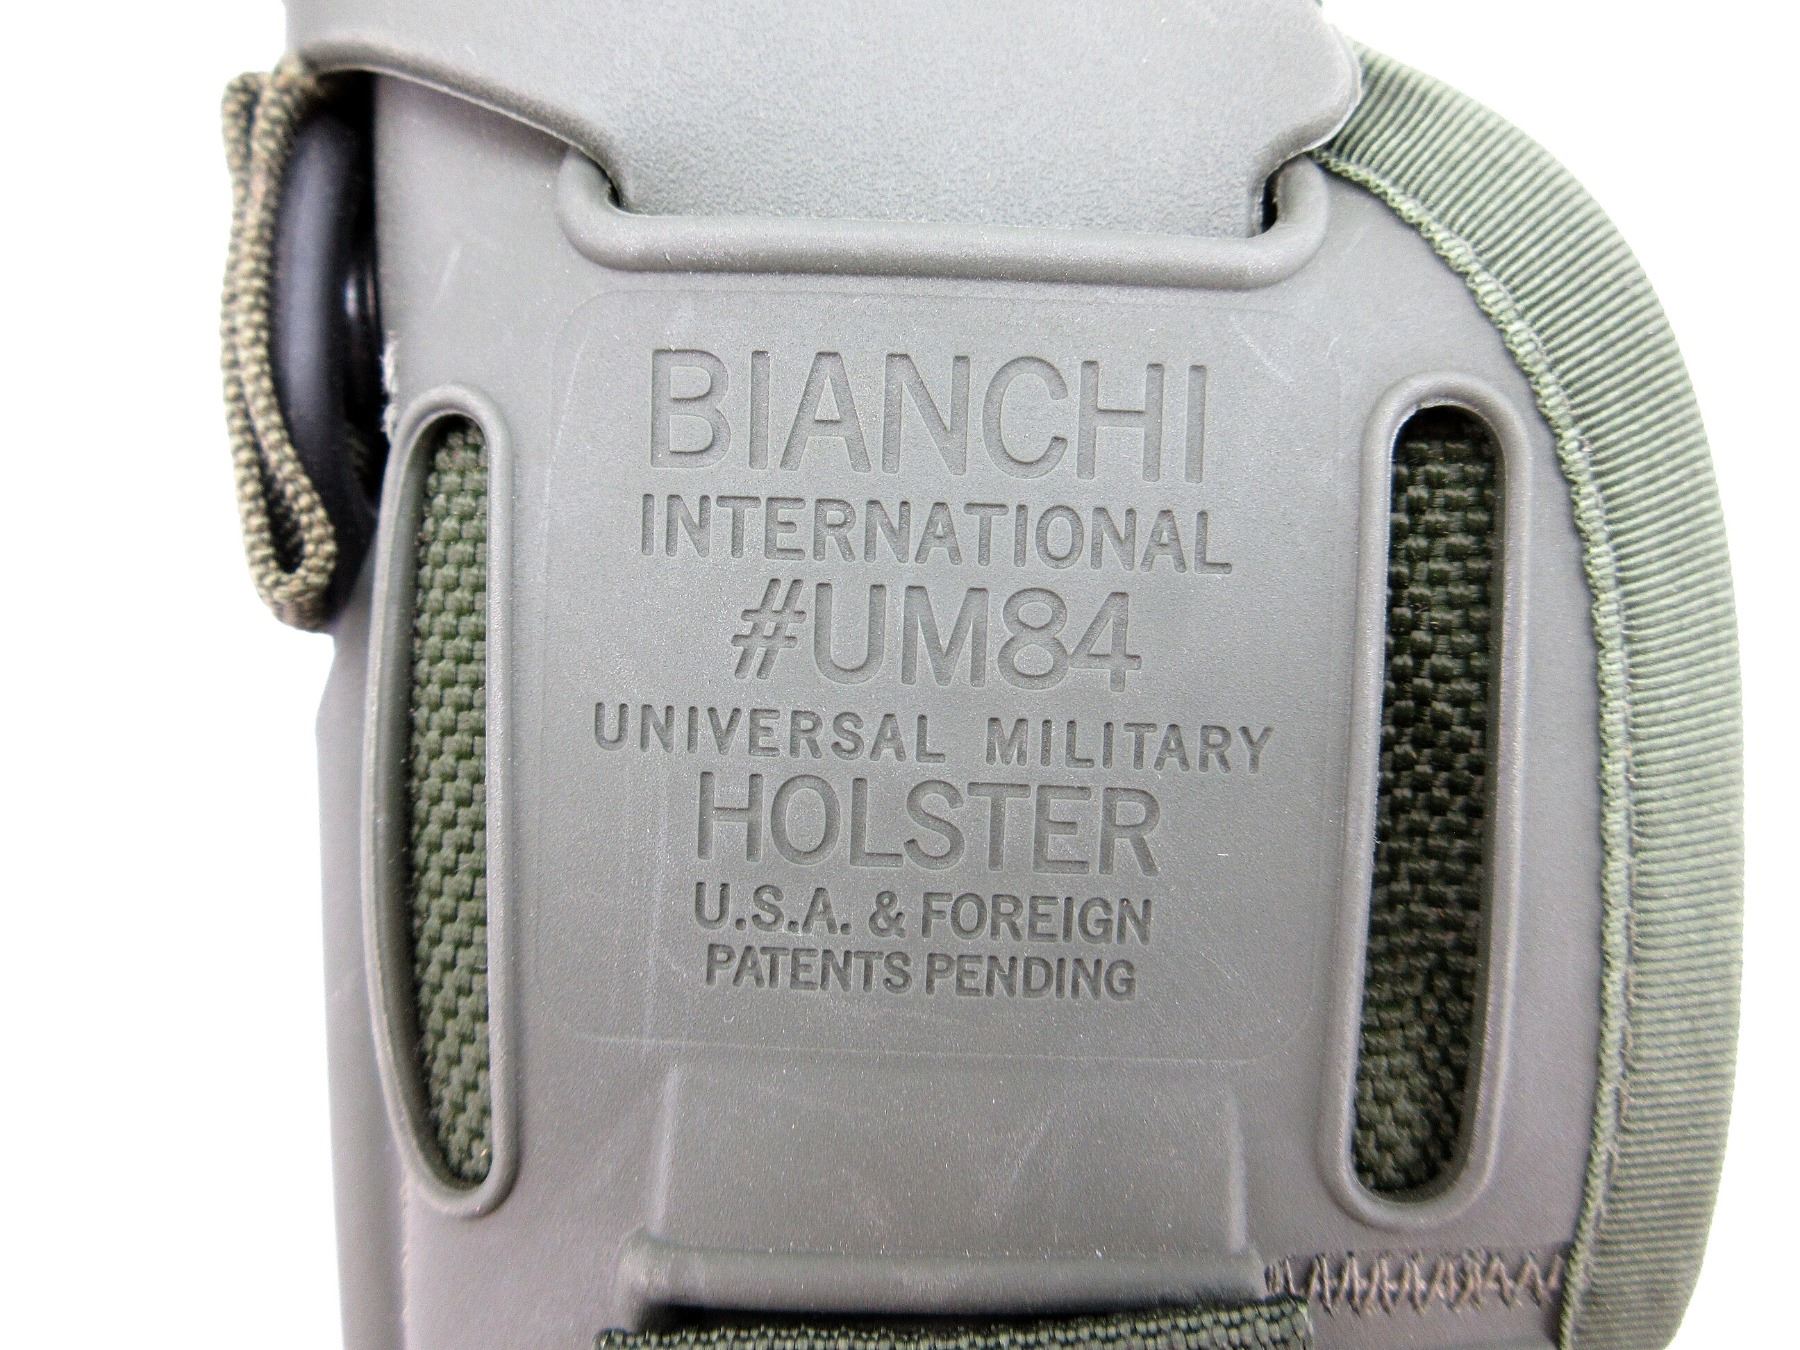 BIANCHI
INTERNATIONAL
#UM84
UNIVERSAL MILITARY
HOLSTER
U.S.A. & FOREIGN
PATENTS PENDING